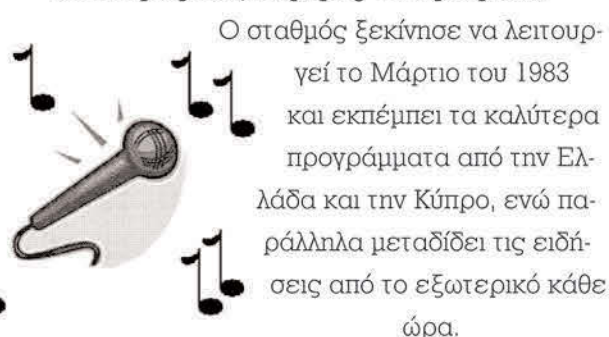 Ο σταθμός ξεκίνησε να λειτουρ-
γεί το Μάρτιο του 1983
και εκπέμπει τα καλύτερα
προγράμματα από την Ελ-
λάδα και την Κύπρο, ενώ πα-
ράλληλα μεταδίδει τις ειδή-
σεις από το εξωτερικό κάθε
ώρα.